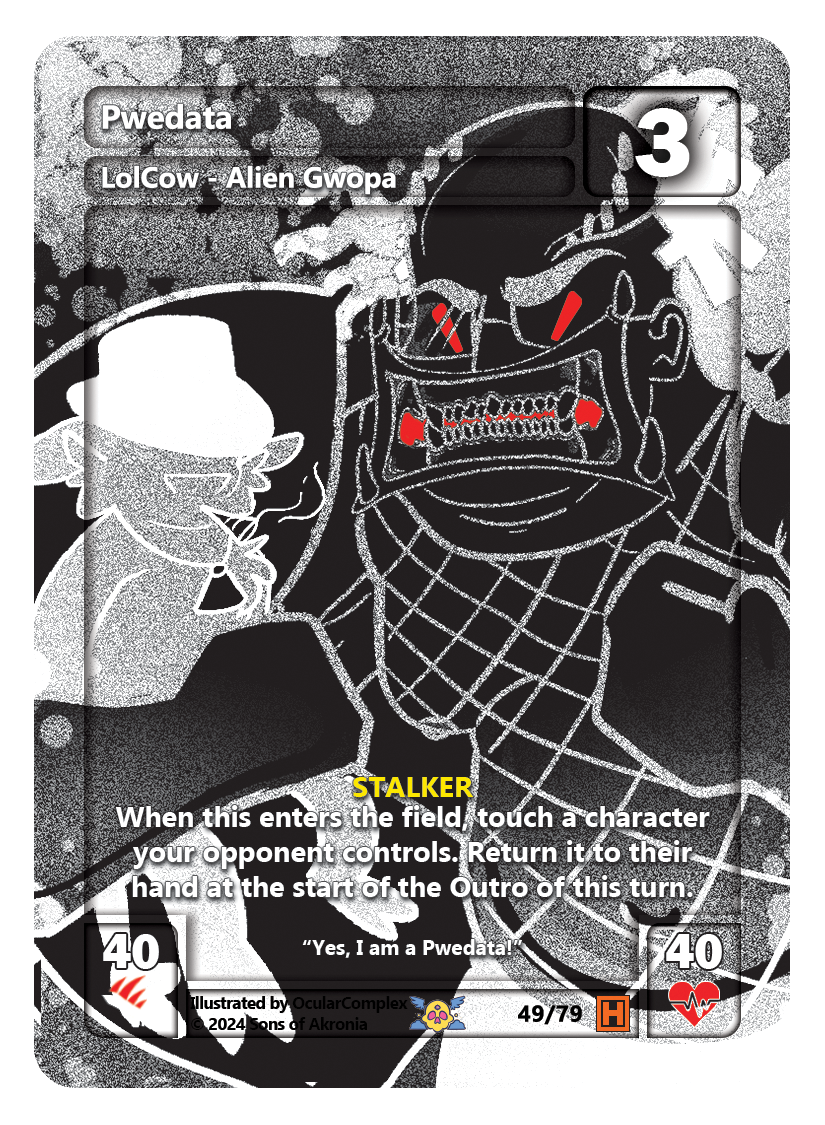 Pwedata
3
LolCow - Alien Gwopa
STALKER
When this enters the field, touch a character
your opponent controls. Return it to their
hand at the start of the Outro of this turn.
40
“Yes, I am a Pwedata!”
40
Illustrated by OcularComplex
© 2024 Sons of Akronia
49/79
H